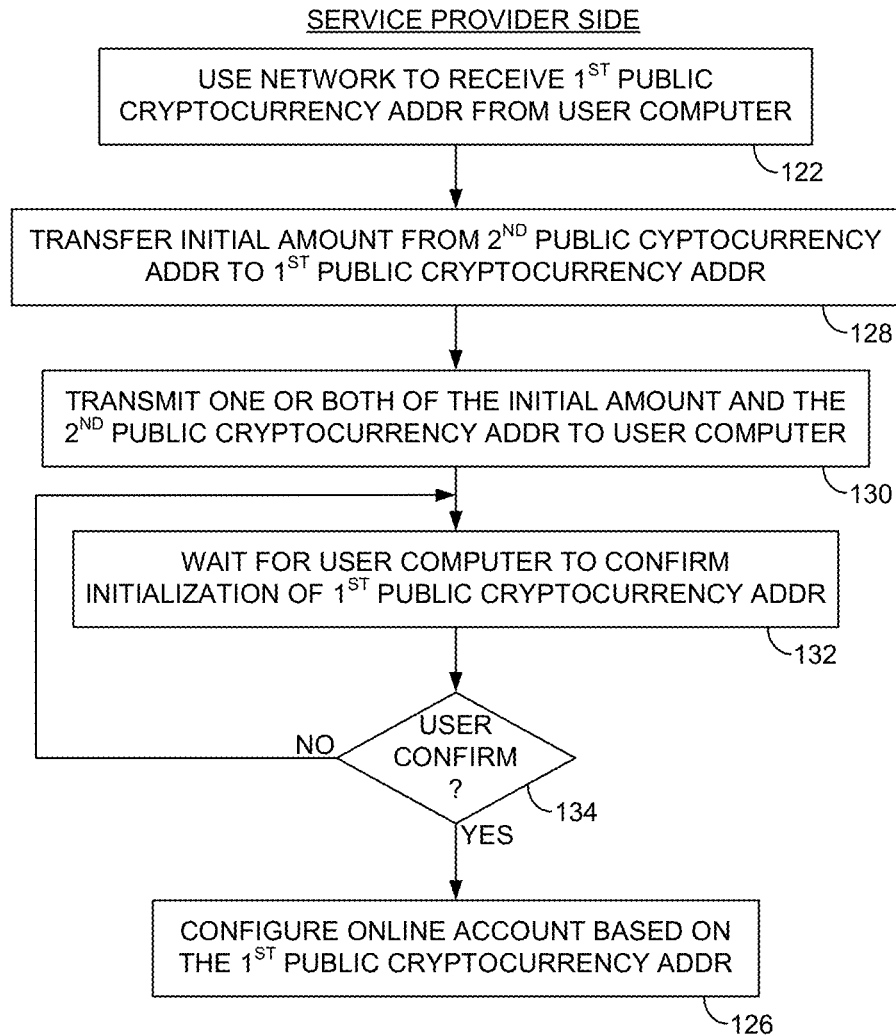 SERVICE PROVIDER SIDE
USE NETWORK TO RECEIVE 1ST PUBLIC
CRYPTOCURRENCY ADDR FROM USER COMPUTER
122
TRANSFER INITIAL AMOUNT FROM 2ND PUBLIC CYPTOCURRENCY
ADDR TO 1ST PUBLIC CRYPTOCURRENCY ADDR
128
TRANSMIT ONE OR BOTH OF THE INITIAL AMOUNT AND THE
2ND PUBLIC CRYPTOCURRENCY ADDR TO USER COMPUTER
130
WAIT FOR USER COMPUTER TO CONFIRM
INITIALIZATION OF 1ST PUBLIC CRYPTOCURRENCY ADDR
132
USER
CONFIRM
?
NO
134
YES
CONFIGURE ONLINE ACCOUNT BASED ON
THE 1ST PUBLIC CRYPTOCURRENCY ADDR
126